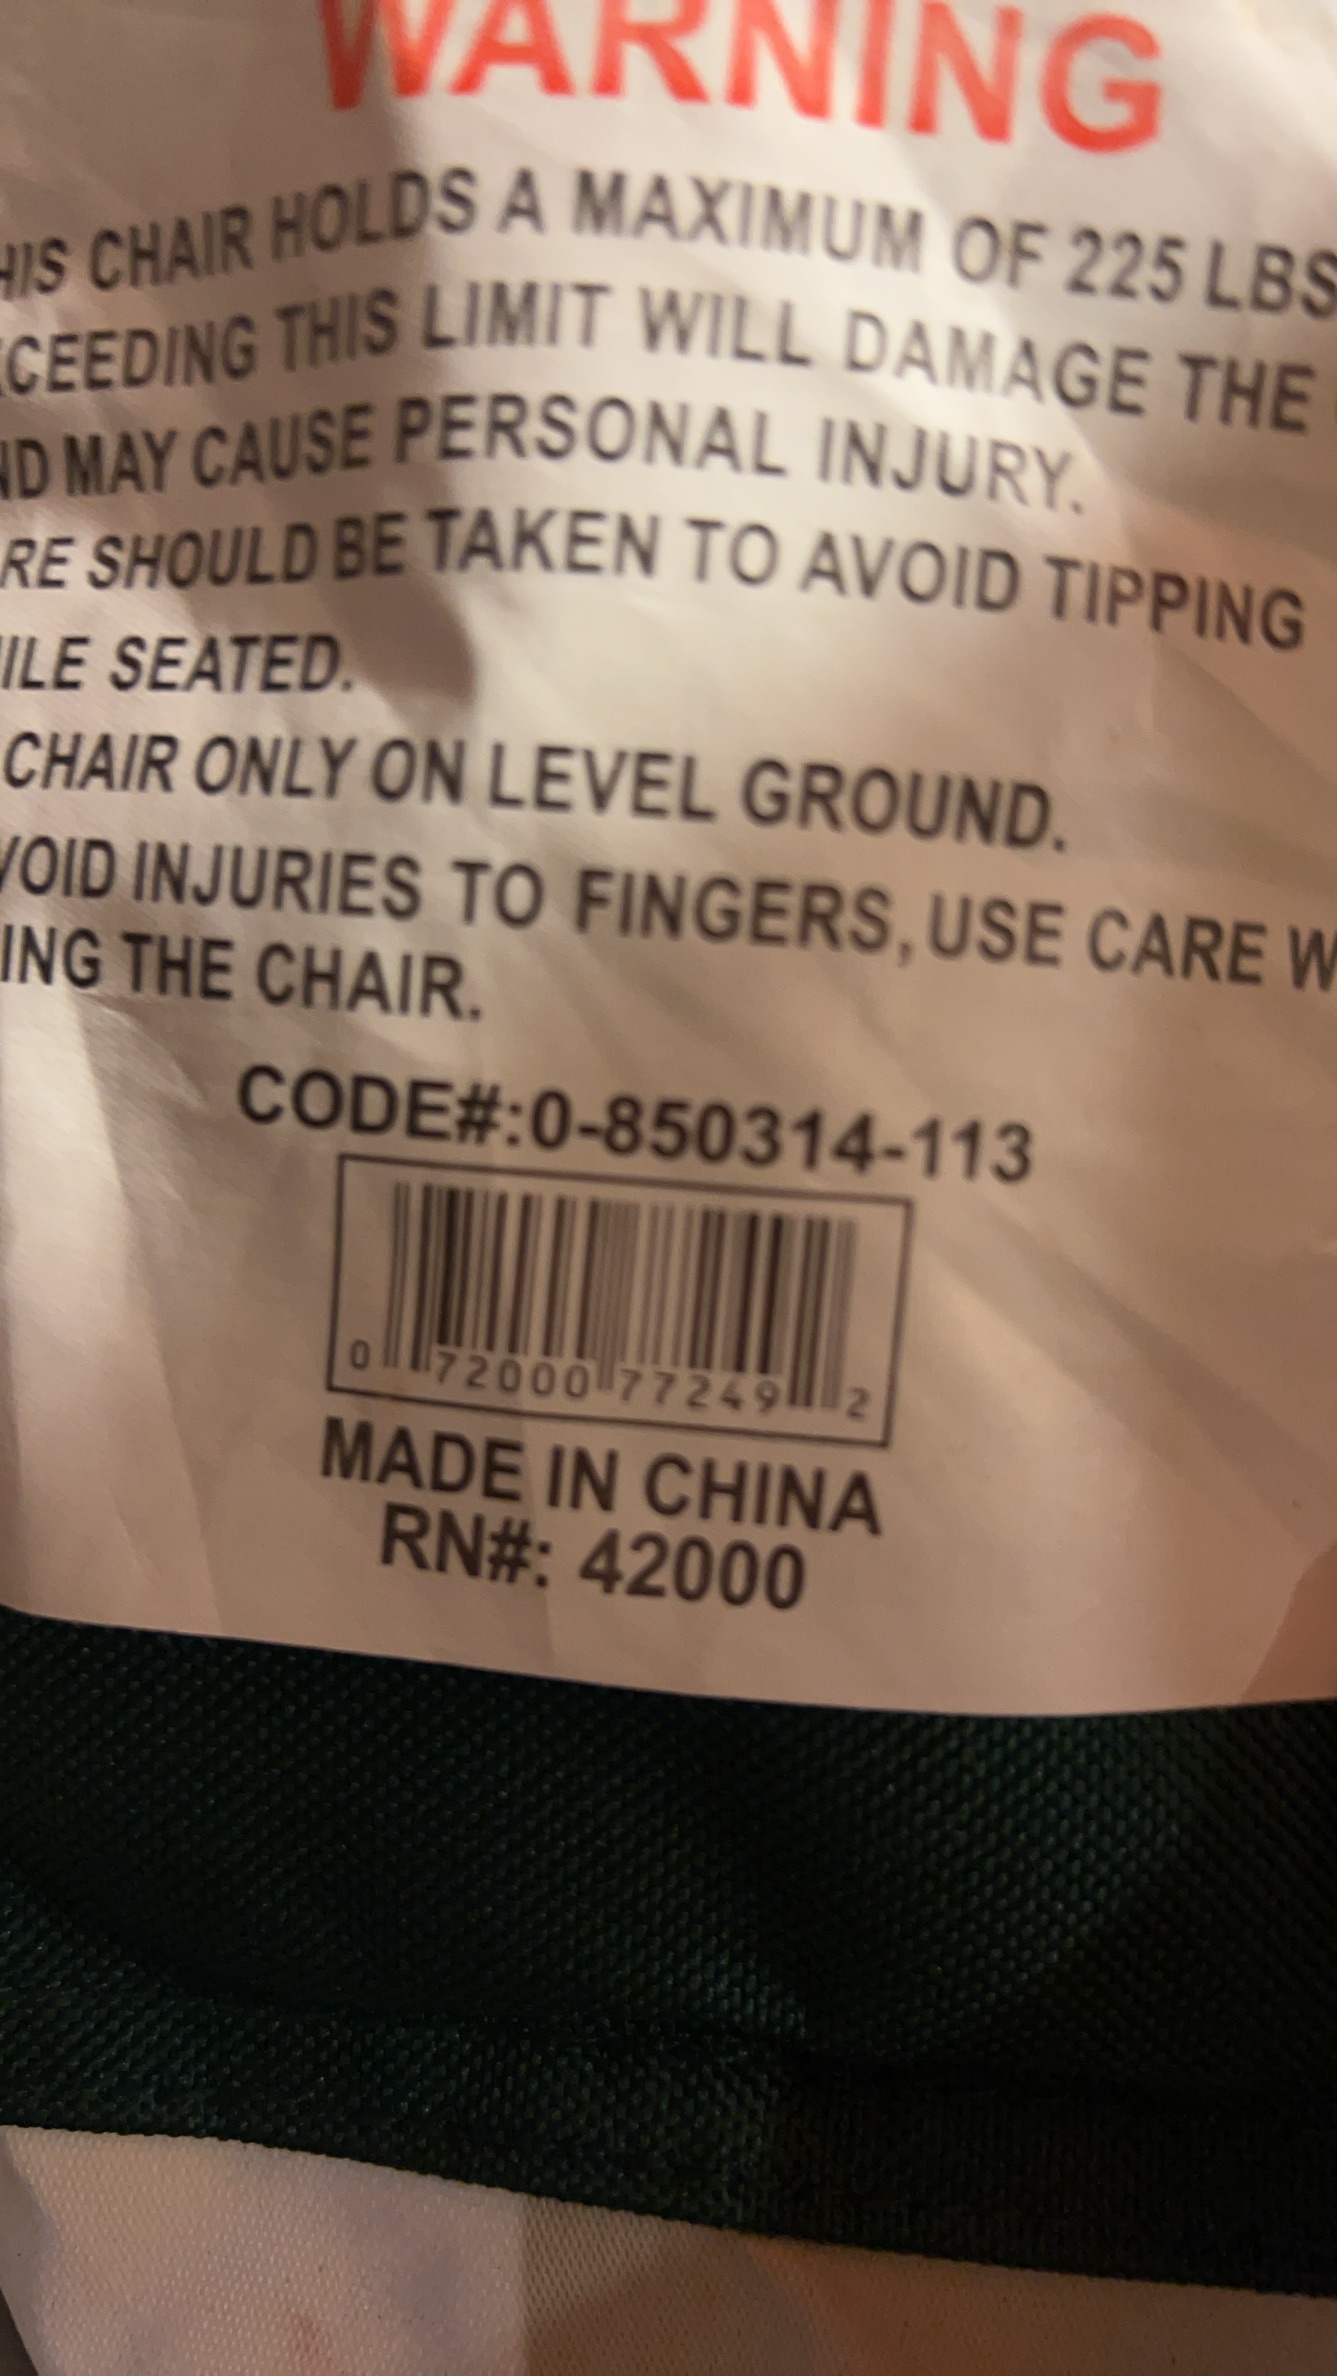 WARNING
HIS CHAIR HOLDS A MAXIMUM OF 225 LBS
CEEDING THIS LIMIT WILL DAMAGE THE
ND MAY CAUSE PERSONAL INJURY.
RE SHOULD BE TAKEN TO AVOID TIPPING
ILE SEATED.
CHAIR ONLY ON LEVEL GROUND.
VOID INJURIES TO FINGERS, USE CARE W
ING THE CHAIR.
CODE#:0-850314-113
0 72000 77249 2
MADE IN CHINA
RN#: 42000